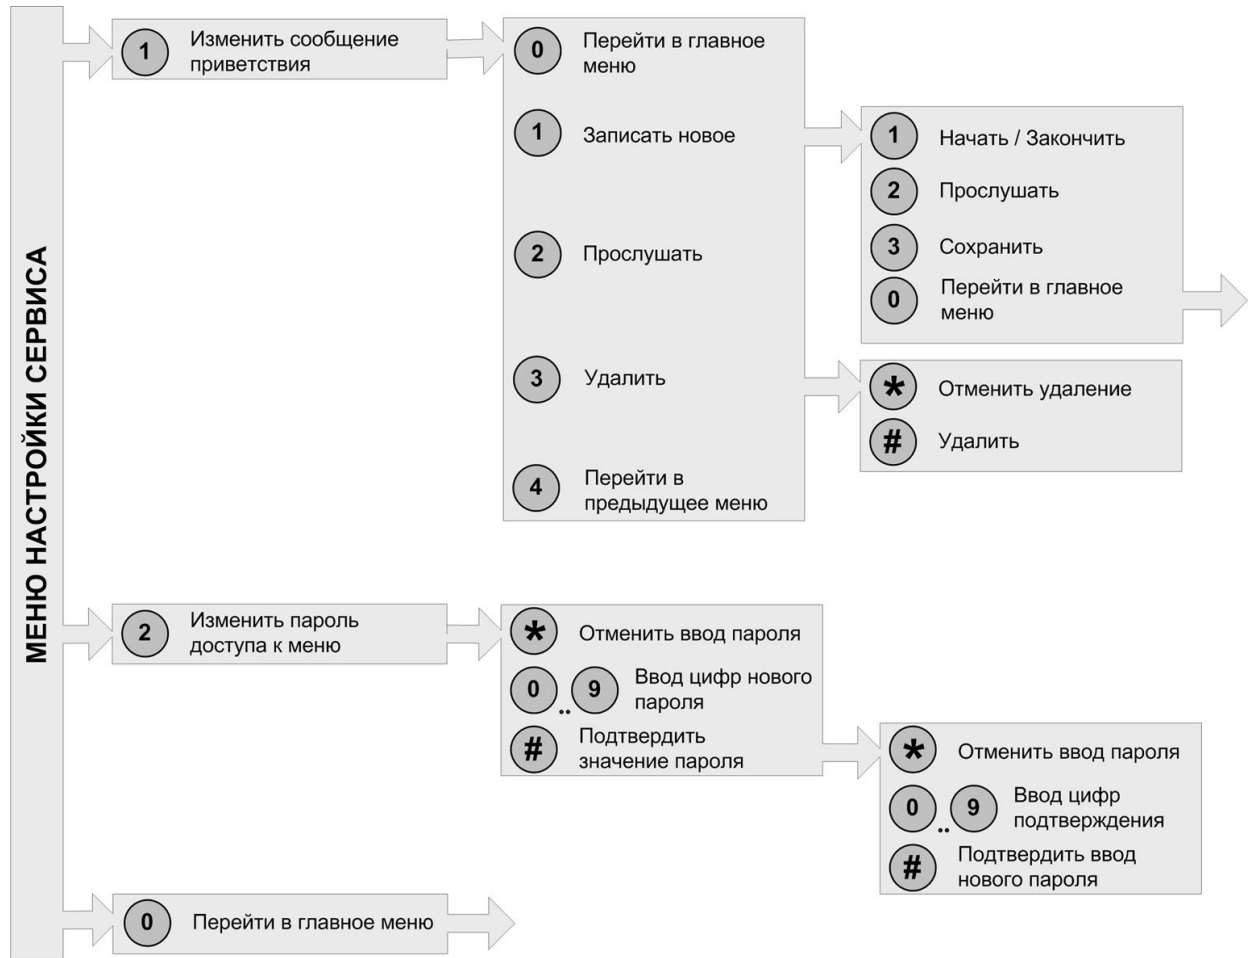 МЕНЮ НАСТРОЙКИ СЕРВИСА
1
Изменить сообщение
приветствия
0
Перейти в главное
меню
1
Записать новое
2
Прослушать
3
Удалить
4
Перейти в
предыдущее меню
1
Начать / Закончить
2
Прослушать
3
Сохранить
0
Перейти в главное
меню
*
Отменить удаление
#
Удалить
2
Изменить пароль
доступа к меню
*
Отменить ввод пароля
0..9
Ввод цифр нового
пароля
#
Подтвердить
значение пароля
*
Отменить ввод пароля
0..9
Ввод цифр
подтверждения
#
Подтвердить ввод
нового пароля
0
Перейти в главное меню